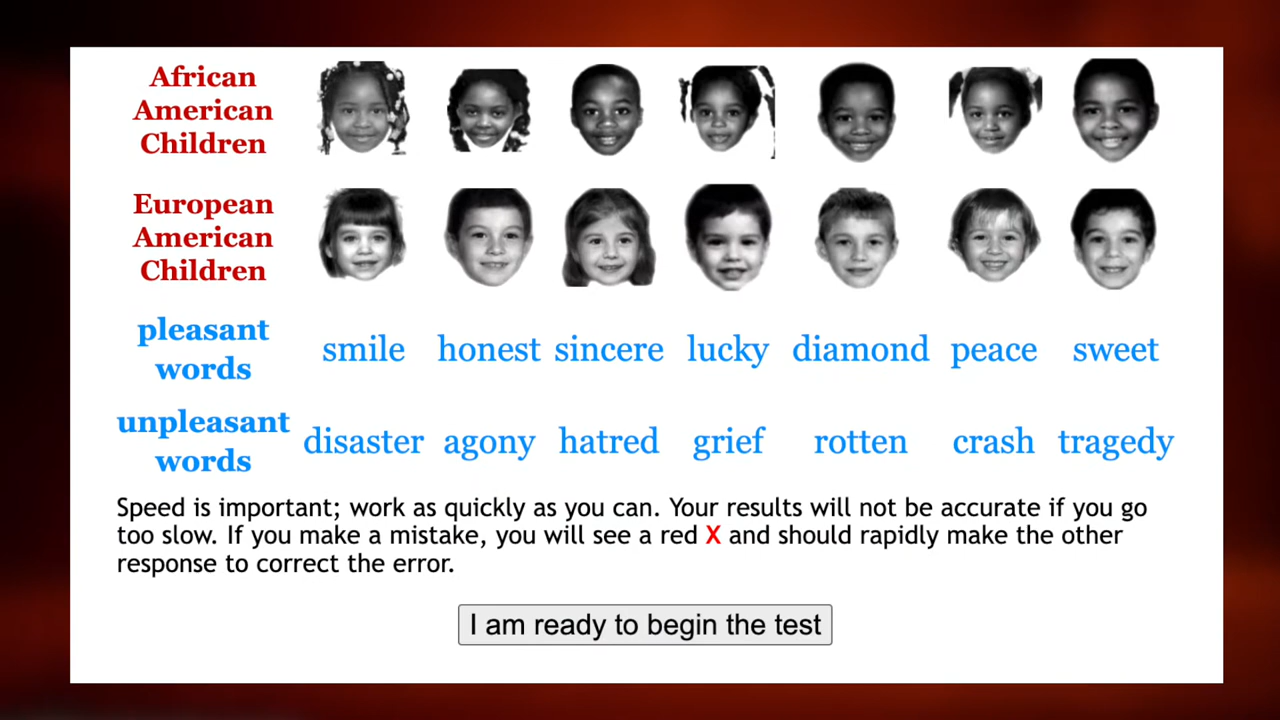 African
American
Children
European
American
Children
pleasant
words
smile honest sincere lucky diamond peace sweet
unpleasant
words
disaster agony hatred grief rotten crash tragedy
Speed is important; work as quickly as you can. Your results will not be accurate if you go
too slow. If you make a mistake, you will see a red X and should rapidly make the other
response to correct the error.
I am ready to begin the test